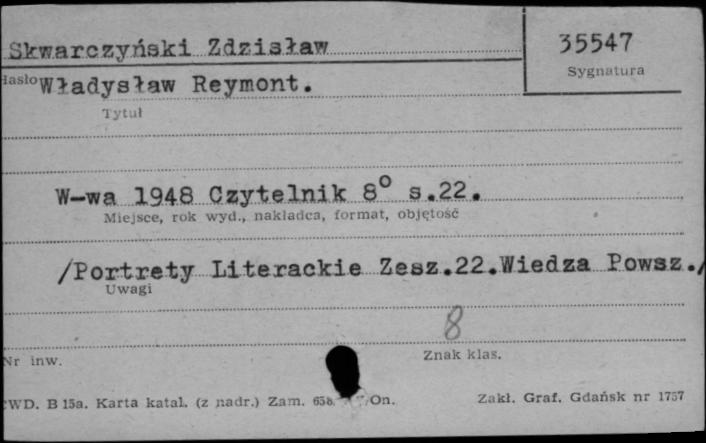 Skwarczyński Zdzisław
35547
Hasło Władysław Reymont.
Sygnatura
Tytuł
W-wa 1948 Czytelnik 8° s.22.
Miejsce, rok wyd., nakładca, format, objętość
/Portrety Literackie Zesz.22.Wiedza Powsz./
Uwagi
8
Nr inw.
Znak klas.
WD. B 15a. Karta katal. (z nadr.) Zam. On.
Zakł. Graf. Gdańsk nr 1757